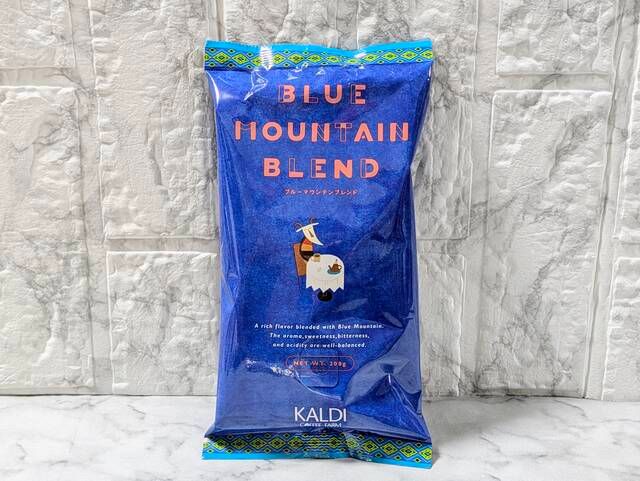 BLUE
MOUNTAIN
BLEND
ブルーマウンテンブレンド
A rich flavor blended with Blue Mountain.
The aroma,sweetness,bitterness,
and acidity are well-balanced.
NET WT. 200g
KALDI
COFFEE FARM